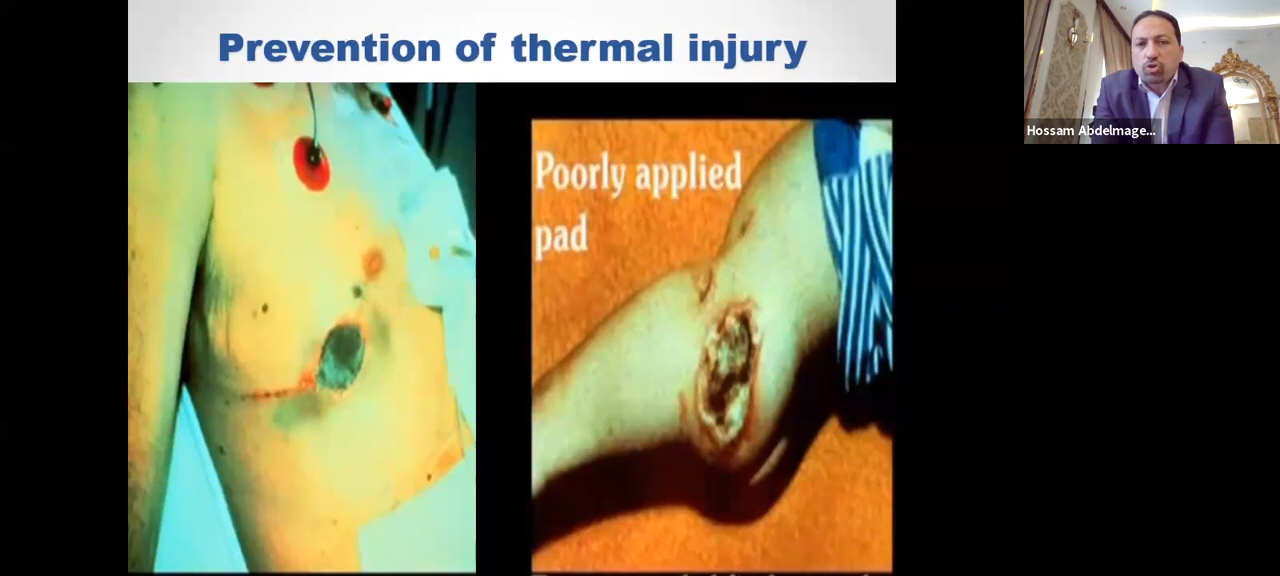 Prevention of thermal injury
Poorly applied
pad
Hossam Abdelmage...